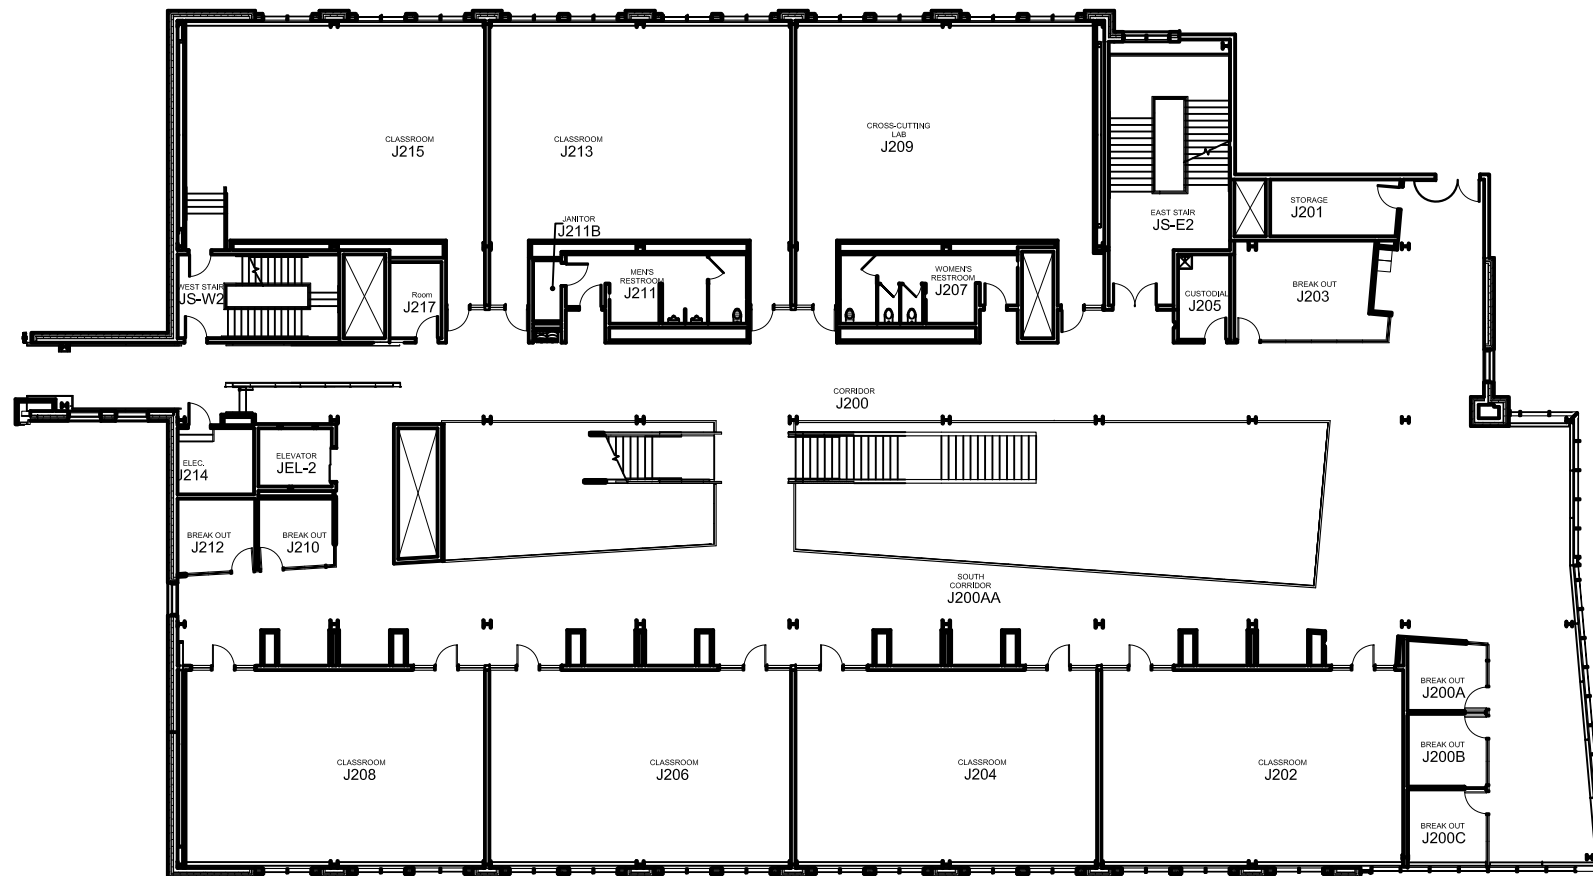 CLASSROOM
J215
CLASSROOM
J213
CROSS-CUTTING
LAB
J209
STORAGE
J201
EAST STAIR
JS-E2
JANITOR
J211B
WEST STAIR
JS-W2
Room
J217
MEN'S
RESTROOM
J211
WOMEN'S
RESTROOM
J207
CUSTODIAL
J205
BREAK OUT
J203
CORRIDOR
J200
ELEC.
J214
ELEVATOR
JEL-2
BREAK OUT
J212
BREAK OUT
J210
SOUTH
CORRIDOR
J200AA
BREAK OUT
J200A
BREAK OUT
J200B
BREAK OUT
J200C
CLASSROOM
J208
CLASSROOM
J206
CLASSROOM
J204
CLASSROOM
J202